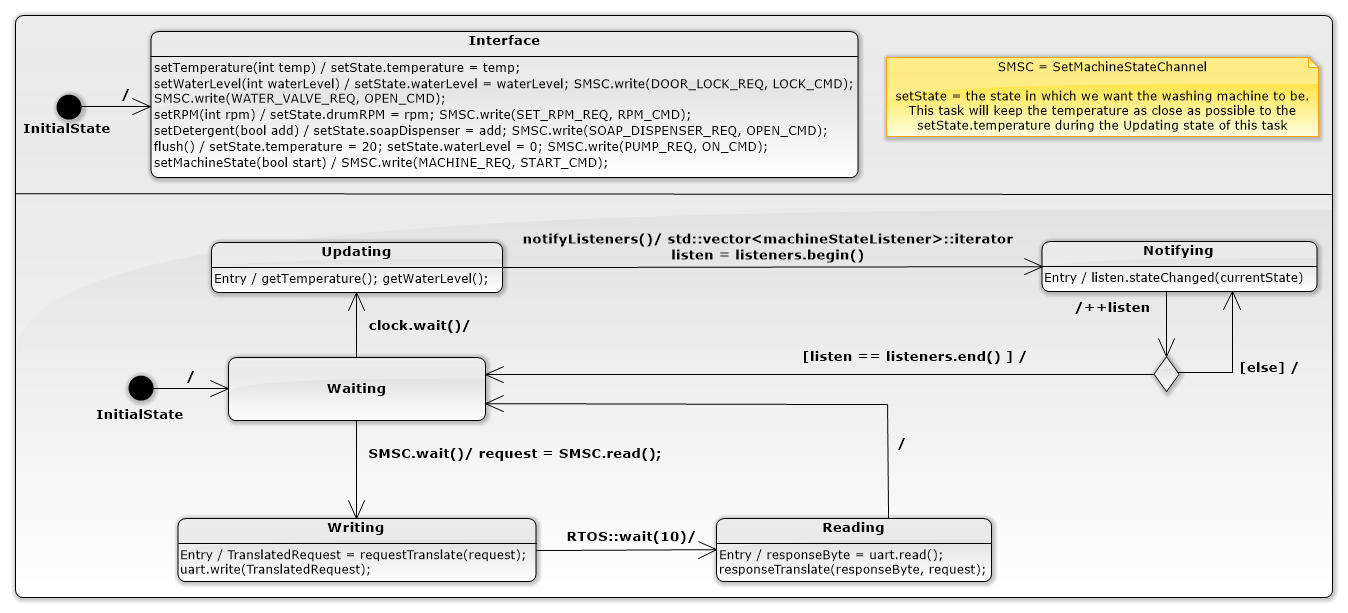 Interface
setTemperature(int temp) / setState.temperature = temp;
setWaterLevel(int waterLevel) / setState.waterLevel = waterLevel; SMSC.write(DOOR_LOCK_REQ, LOCK_CMD);
SMSC.write(WATER_VALVE_REQ, OPEN_CMD);
setRPM(int rpm) / setState.drumRPM = rpm; SMSC.write(SET_RPM_REQ, RPM_CMD);
setDetergent(bool add) / setState.soapDispenser = add; SMSC.write(SOAP_DISPENSER_REQ, OPEN_CMD);
flush() / setState.temperature = 20; setState.waterLevel = 0; SMSC.write(PUMP_REQ, ON_CMD);
setMachineState(bool start) / SMSC.write(MACHINE_REQ, START_CMD);
/
InitialState
SMSC = SetMachineStateChannel
setState = the state in which we want the washing machine to be.
This task will keep the temperature as close as possible to the
setState.temperature during the Updating state of this task
Updating
Entry / getTemperature(); getWaterLevel();
notifyListeners()/ std::vector<machineStateListener>::iterator
listen = listeners.begin()
Notifying
Entry / listen.stateChanged(currentState)
/++listen
clock.wait()/
[listen == listeners.end() ] /
[else] /
/
InitialState
Waiting
/
SMSC.wait()/ request = SMSC.read();
Writing
Entry / TranslatedRequest = requestTranslate(request);
uart.write(TranslatedRequest);
RTOS::wait(10)/
Reading
Entry / responseByte = uart.read();
responseTranslate(responseByte, request);